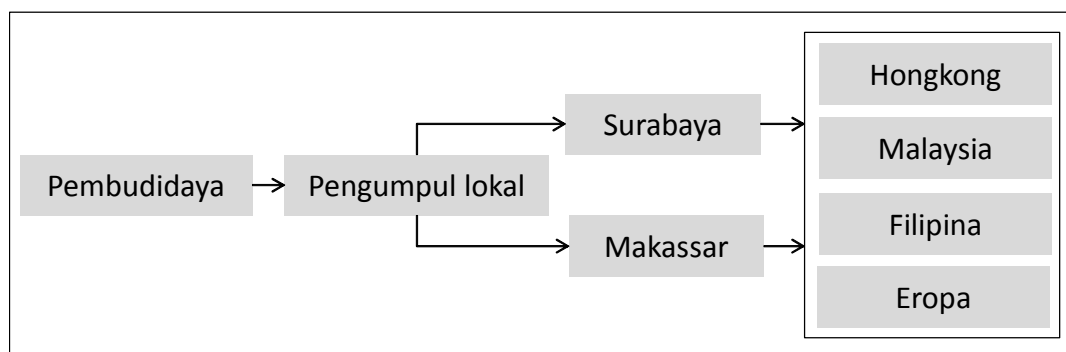 Pembudidaya
Pengumpul lokal
Surabaya
Makassar
Hongkong
Malaysia
Filipina
Eropa